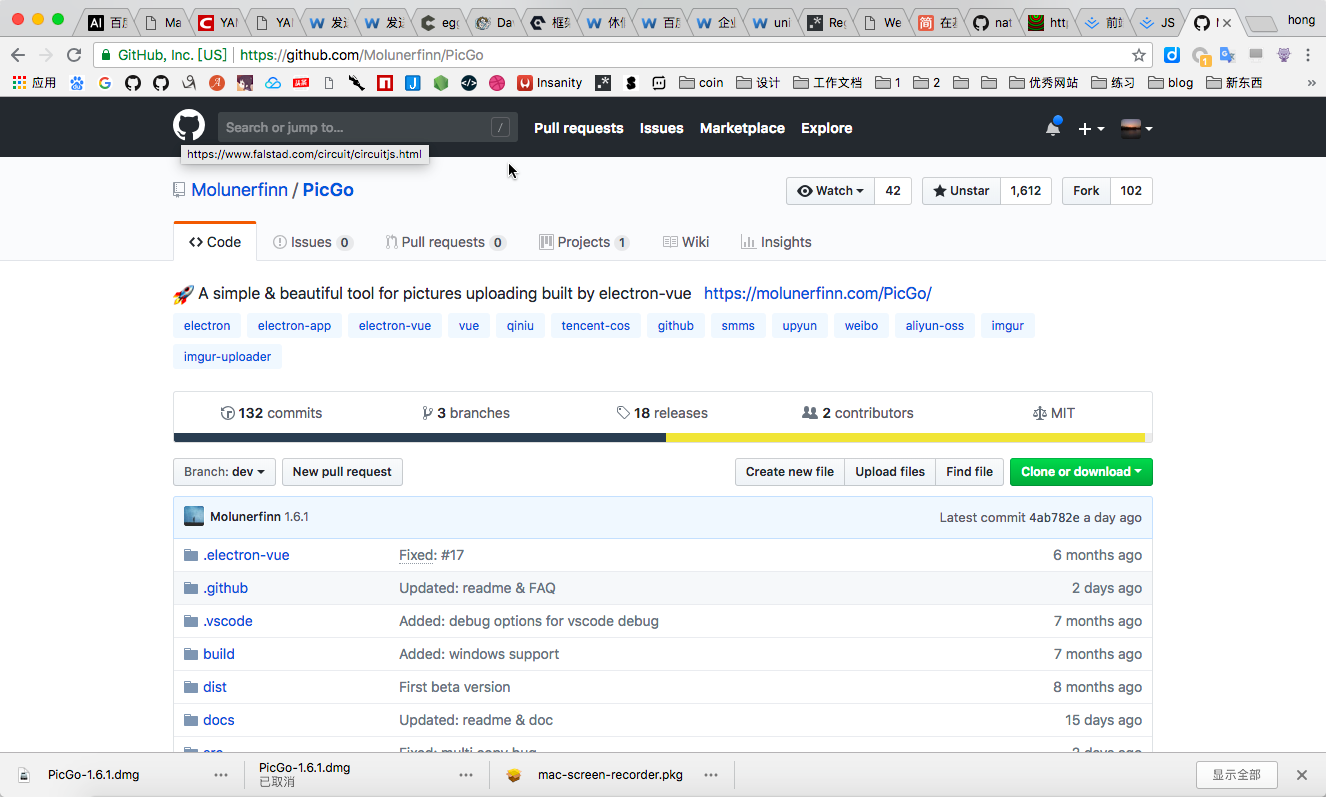 AI 百度
Ma
YAI
YAI
发送
发送
egg
Da
框架
休
百度
企业
uni
Reg
We
在
nat
http
前端
JS
hong
GitHub, Inc. [US] https://github.com/Molunerfinn/PicGo
应用 Insanity coin 设计 工作文档 1 2 优秀网站 练习 blog 新东西 »
Search or jump to... / Pull requests Issues Marketplace Explore
https://www.falstad.com/circuit/circuitjs.html
Molunerfinn / PicGo Watch 42 Unstar 1,612 Fork 102
Code Issues 0 Pull requests 0 Projects 1 Wiki Insights
🚀 A simple & beautiful tool for pictures uploading built by electron-vue https://molunerfinn.com/PicGo/
electron electron-app electron-vue vue qiniu tencent-cos github smms upyun weibo aliyun-oss imgur
imgur-uploader
132 commits 3 branches 18 releases 2 contributors MIT
Branch: dev New pull request Create new file Upload files Find file Clone or download
Molunerfinn 1.6.1 Latest commit 4ab782e a day ago
.electron-vue Fixed: #17 6 months ago
.github Updated: readme & FAQ 2 days ago
.vscode Added: debug options for vscode debug 7 months ago
build Added: windows support 7 months ago
dist First beta version 8 months ago
docs Updated: readme & doc 15 days ago
PicGo-1.6.1.dmg PicGo-1.6.1.dmg mac-screen-recorder.pkg 显示全部
已取消